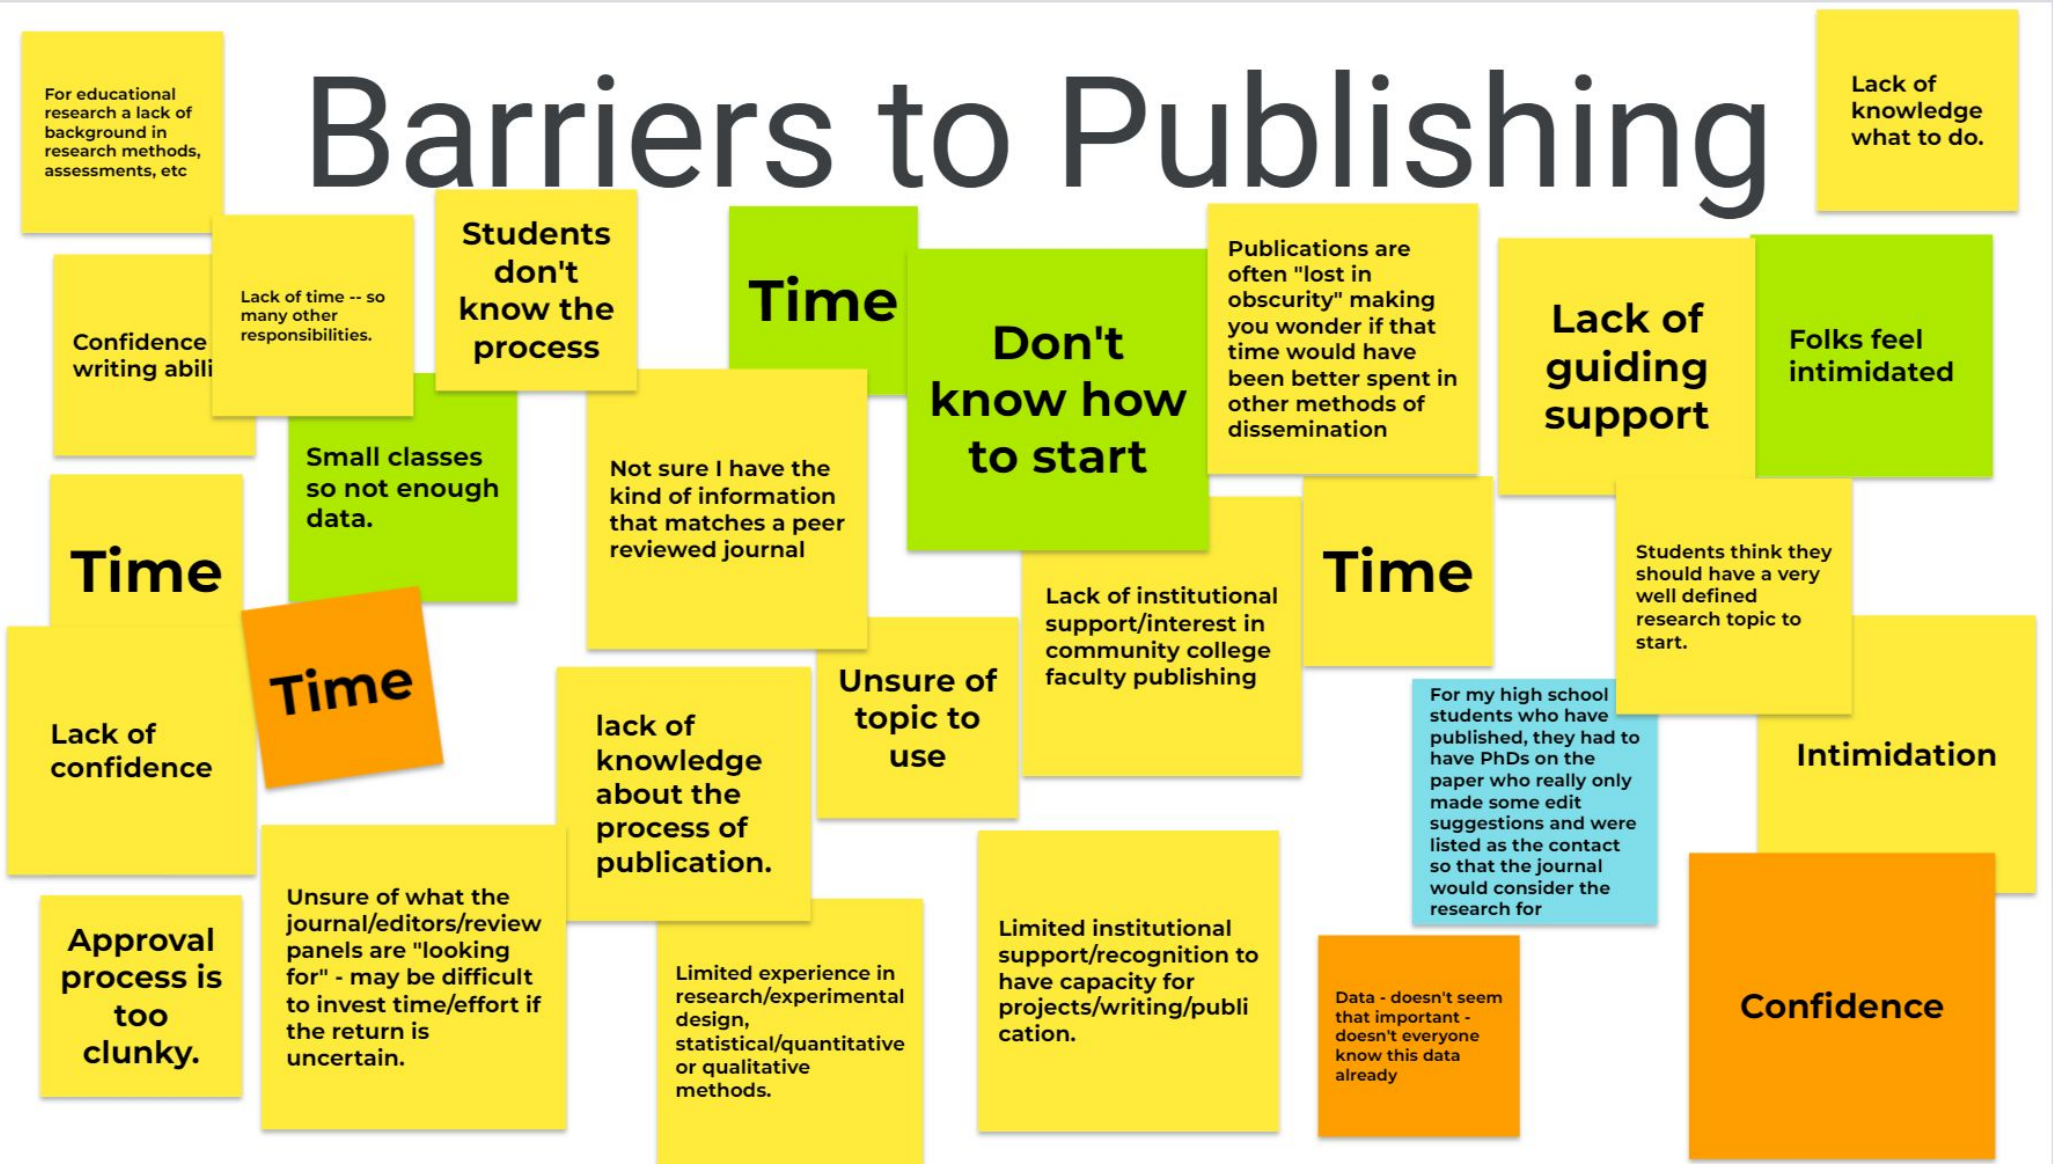 Barriers to Publishing
For educational
research a lack of
background in
research methods,
assessments, etc
Lack of
knowledge
what to do.
Confidence
writing abili
Lack of time -- so
many other
responsibilities.
Students
don't
know the
process
Time
Don't
know how
to start
Publications are
often "lost in
obscurity" making
you wonder if that
time would have
been better spent in
other methods of
dissemination
Lack of
guiding
support
Folks feel
intimidated
Small classes
so not enough
data.
Not sure I have the
kind of information
that matches a peer
reviewed journal
Time
Time
Lack of institutional
support/interest in
community college
faculty publishing
Time
Students think they
should have a very
well defined
research topic to
start.
Lack of
confidence
lack of
knowledge
about the
process of
publication.
Unsure of
topic to
use
For my high school
students who have
published, they had to
have PhDs on the
paper who really only
made some edit
suggestions and were
listed as the contact
so that the journal
would consider the
research for
Intimidation
Approval
process is
too
clunky.
Unsure of what the
journal/editors/review
panels are "looking
for" - may be difficult
to invest time/effort if
the return is
uncertain.
Limited experience in
research/experimental
design,
statistical/quantitative
or qualitative
methods.
Limited institutional
support/recognition to
have capacity for
projects/writing/publi
cation.
Data - doesn't seem
that important -
doesn't everyone
know this data
already
Confidence